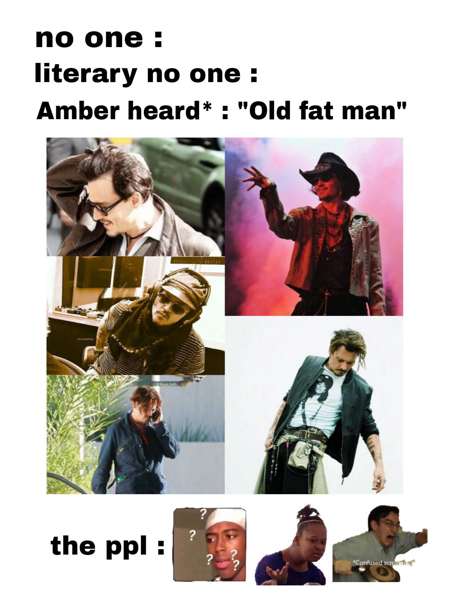 no one :
literary no one :
Amber heard* : "Old fat man"
the ppl :
?
?
?
?
?
*Confused screaming*